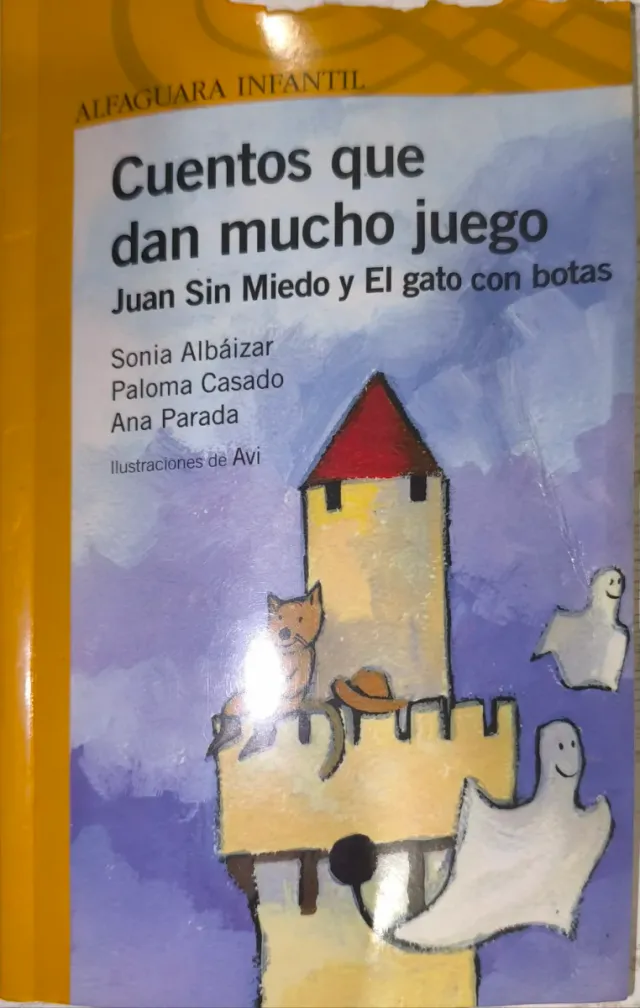 ALFAGUARA INFANTIL
Cuentos que
dan mucho juego
Juan Sin Miedo y El gato con botas
Sonia Albáizar
Paloma Casado
Ana Parada
Ilustraciones de Avi